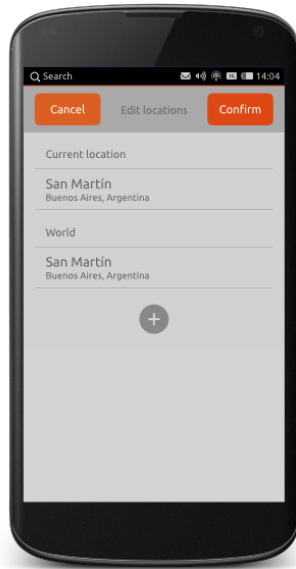 Search 14:04
Cancel Edit locations Confirm
Current location
San Martín
Buenos Aires, Argentina
World
San Martín
Buenos Aires, Argentina